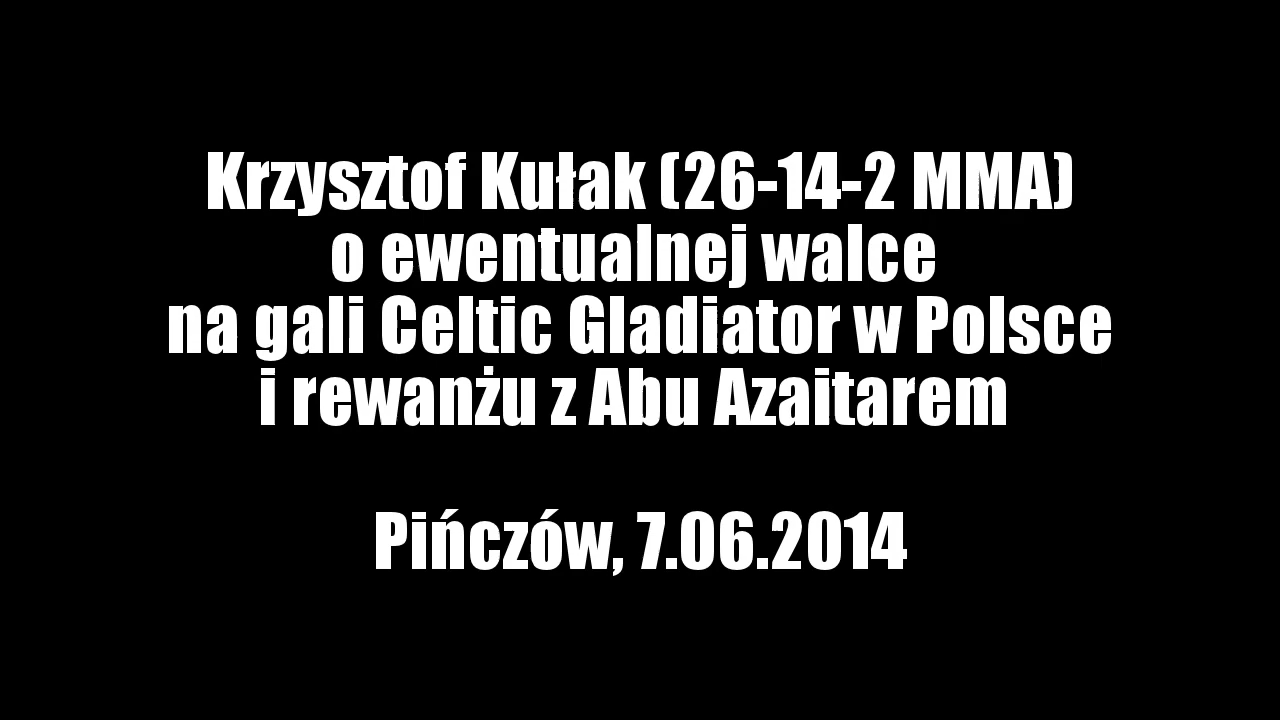 Krzysztof Kułak (26-14-2 MMA)
o ewentualnej walce
na gali Celtic Gladiator w Polsce
i rewanżu z Abu Azaitarem
Pińczów, 7.06.2014